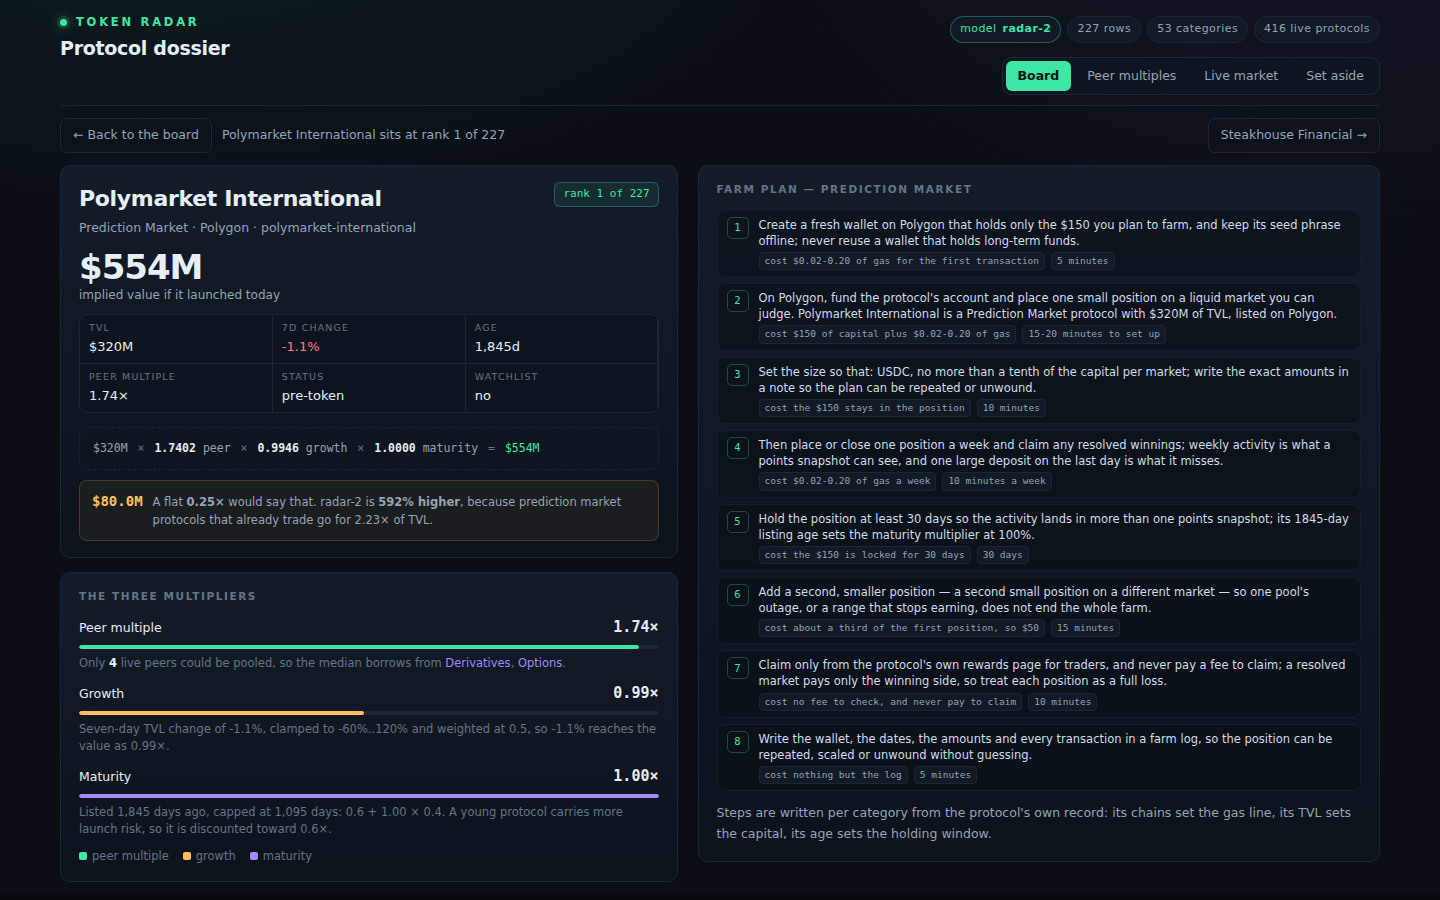 TOKEN RADAR
Protocol dossier
model radar-2
227 rows
53 categories
416 live protocols
Board
Peer multiples
Live market
Set aside
← Back to the board
Polymarket International sits at rank 1 of 227
Steakhouse Financial →
Polymarket International
rank 1 of 227
Prediction Market · Polygon · polymarket-international
$554M
implied value if it launched today
TVL
$320M
7D CHANGE
-1.1%
AGE
1,845d
PEER MULTIPLE
1.74×
STATUS
pre-token
WATCHLIST
no
$320M × 1.7402 peer × 0.9946 growth × 1.0000 maturity = $554M
$80.0M
A flat 0.25× would say that. radar-2 is 592% higher, because prediction market
protocols that already trade go for 2.23× of TVL.
THE THREE MULTIPLIERS
Peer multiple
1.74×
Only 4 live peers could be pooled, so the median borrows from Derivatives, Options.
Growth
0.99×
Seven-day TVL change of -1.1%, clamped to -60%..120% and weighted at 0.5, so -1.1% reaches the
value as 0.99×.
Maturity
1.00×
Listed 1,845 days ago, capped at 1,095 days: 0.6 + 1.00 × 0.4. A young protocol carries more
launch risk, so it is discounted toward 0.6×.
peer multiple
growth
maturity
FARM PLAN — PREDICTION MARKET
1
Create a fresh wallet on Polygon that holds only the $150 you plan to farm, and keep its seed phrase
offline; never reuse a wallet that holds long-term funds.
cost $0.02-0.20 of gas for the first transaction
5 minutes
2
On Polygon, fund the protocol's account and place one small position on a liquid market you can
judge. Polymarket International is a Prediction Market protocol with $320M of TVL, listed on Polygon.
cost $150 of capital plus $0.02-0.20 of gas
15-20 minutes to set up
3
Set the size so that: USDC, no more than a tenth of the capital per market; write the exact amounts in
a note so the plan can be repeated or unwound.
cost the $150 stays in the position
10 minutes
4
Then place or close one position a week and claim any resolved winnings; weekly activity is what a
points snapshot can see, and one large deposit on the last day is what it misses.
cost $0.02-0.20 of gas a week
10 minutes a week
5
Hold the position at least 30 days so the activity lands in more than one points snapshot; its 1845-day
listing age sets the maturity multiplier at 100%.
cost the $150 is locked for 30 days
30 days
6
Add a second, smaller position — a second small position on a different market — so one pool's
outage, or a range that stops earning, does not end the whole farm.
cost about a third of the first position, so $50
15 minutes
7
Claim only from the protocol's own rewards page for traders, and never pay a fee to claim; a resolved
market pays only the winning side, so treat each position as a full loss.
cost no fee to check, and never pay to claim
10 minutes
8
Write the wallet, the dates, the amounts and every transaction in a farm log, so the position can be
repeated, scaled or unwound without guessing.
cost nothing but the log
5 minutes
Steps are written per category from the protocol's own record: its chains set the gas line, its TVL sets
the capital, its age sets the holding window.